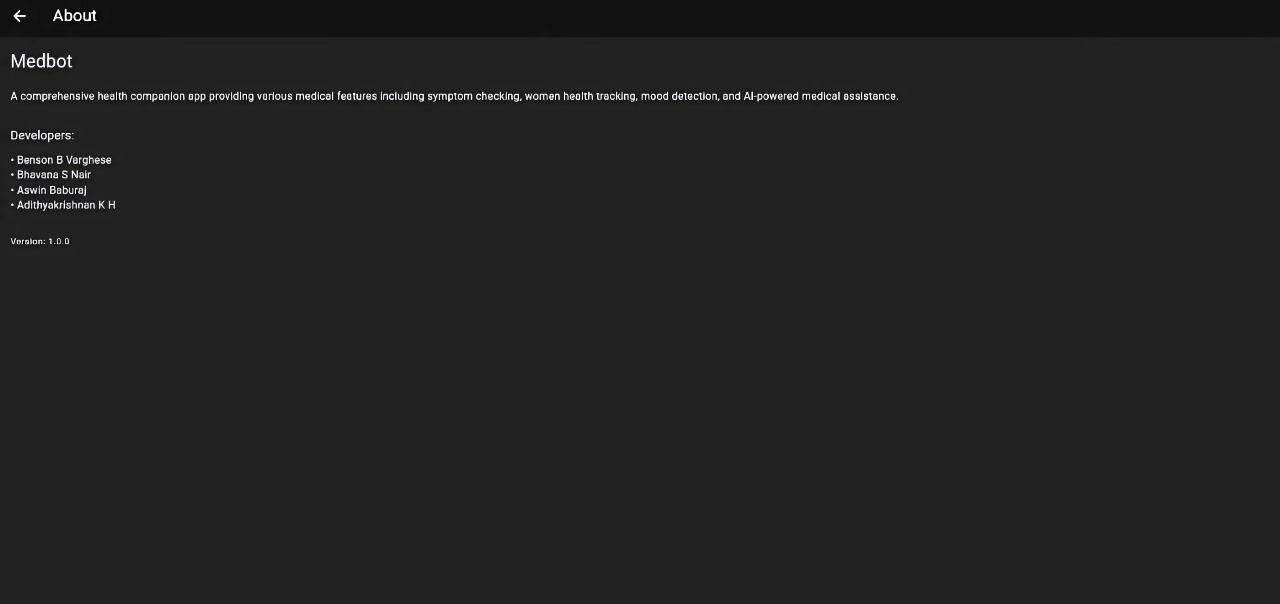 About
Medbot
A comprehensive health companion app providing various medical features including symptom checking, women health tracking, mood detection, and AI-powered medical assistance.
Developers:
• Benson B Varghese
• Bhavana S Nair
• Aswin Baburaj
• Adithyakrishnan K H
Version: 1.0.0